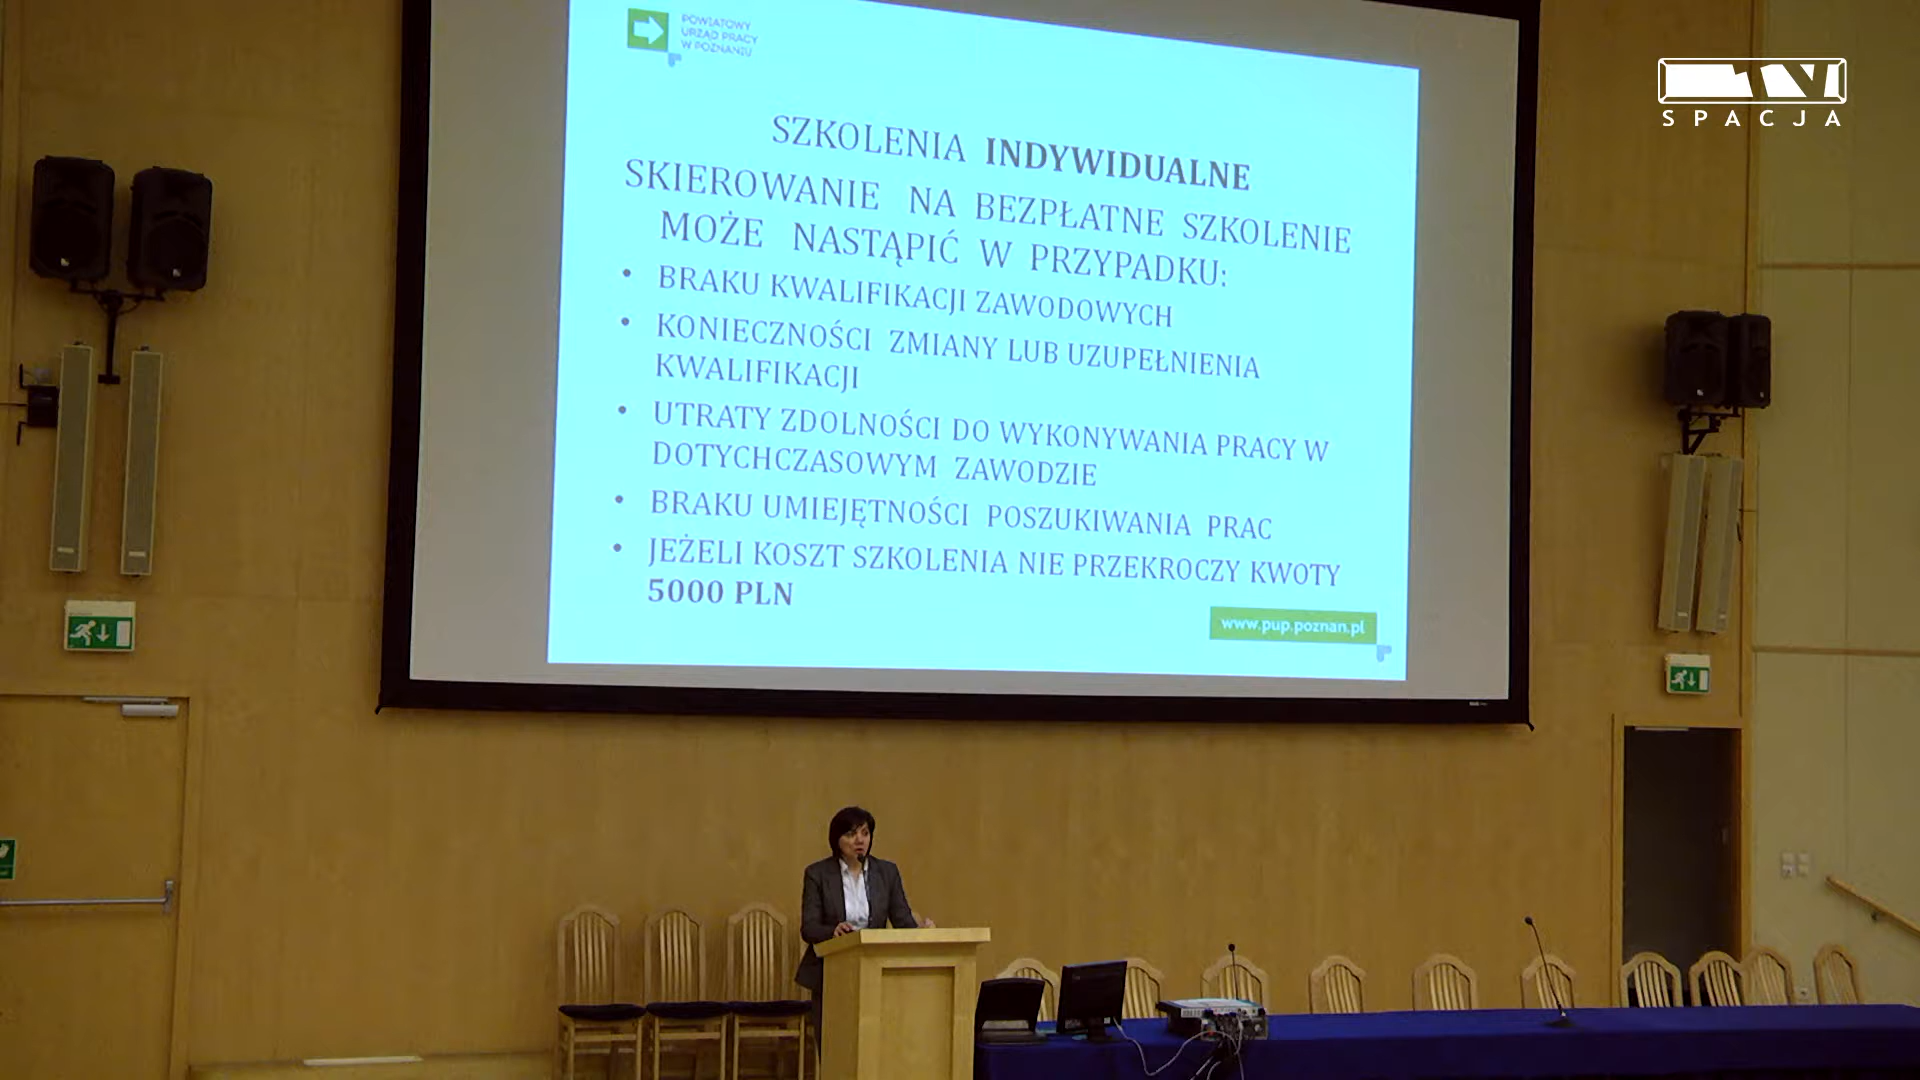 POWIATOWY
URZĄD PRACY
W POZNANIU
SPACJA
SZKOLENIA INDYWIDUALNE
SKIEROWANIE NA BEZPŁATNE SZKOLENIE
MOŻE NASTĄPIĆ W PRZYPADKU:
• BRAKU KWALIFIKACJI ZAWODOWYCH
• KONIECZNOŚCI ZMIANY LUB UZUPEŁNIENIA
KWALIFIKACJI
• UTRATY ZDOLNOŚCI DO WYKONYWANIA PRACY W
DOTYCHCZASOWYM ZAWODZIE
• BRAKU UMIEJĘTNOŚCI POSZUKIWANIA PRAC
• JEŻELI KOSZT SZKOLENIA NIE PRZEKROCZY KWOTY
5000 PLN
www.pup.poznan.pl